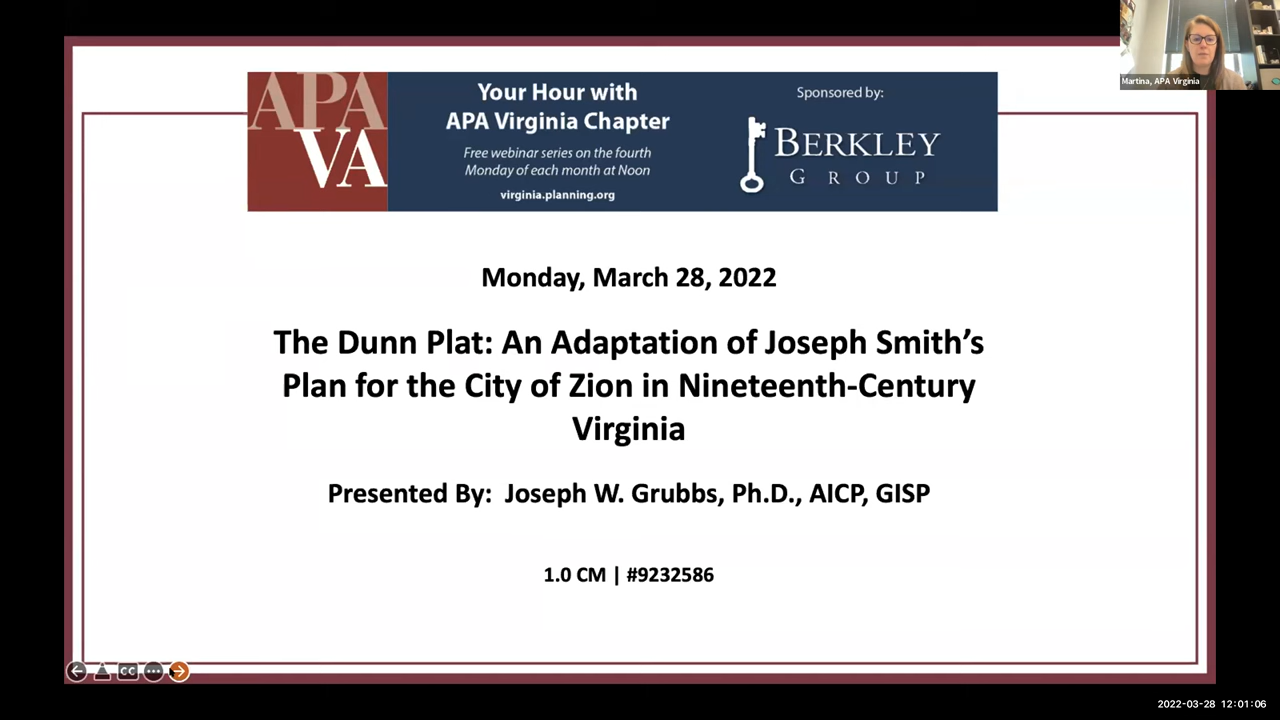 Martina, APA Virginia
APA
VA
Your Hour with
APA Virginia Chapter
Free webinar series on the fourth
Monday of each month at Noon
virginia.planning.org
Sponsored by:
BERKLEY
GROUP
Monday, March 28, 2022
The Dunn Plat: An Adaptation of Joseph Smith’s
Plan for the City of Zion in Nineteenth-Century
Virginia
Presented By: Joseph W. Grubbs, Ph.D., AICP, GISP
1.0 CM | #9232586
CC
2022-03-28 12:01:06